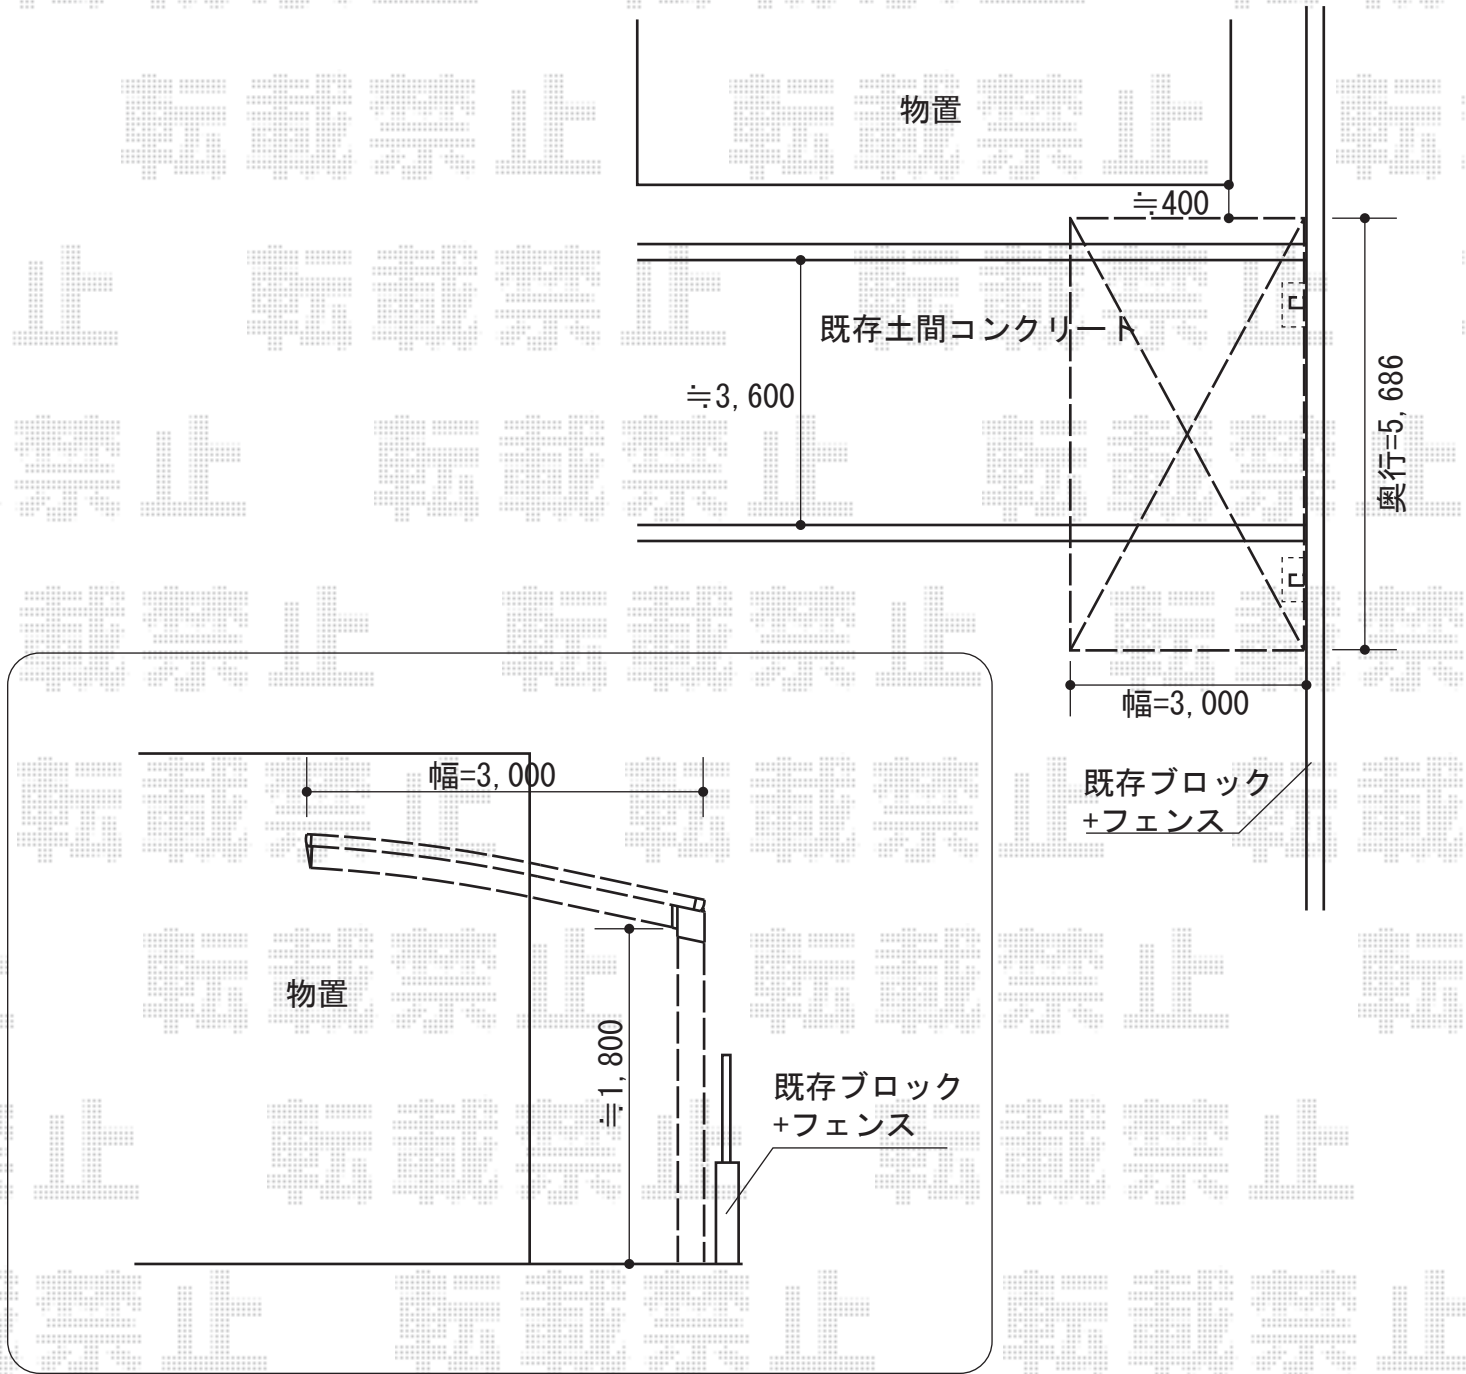 物置
≒400
既存土間コンクリート
≒3,600
奥行=5,686
幅=3,000
既存ブロック
+フェンス
幅=3,000
物置
≒1,800
既存ブロック
+フェンス
転載禁止